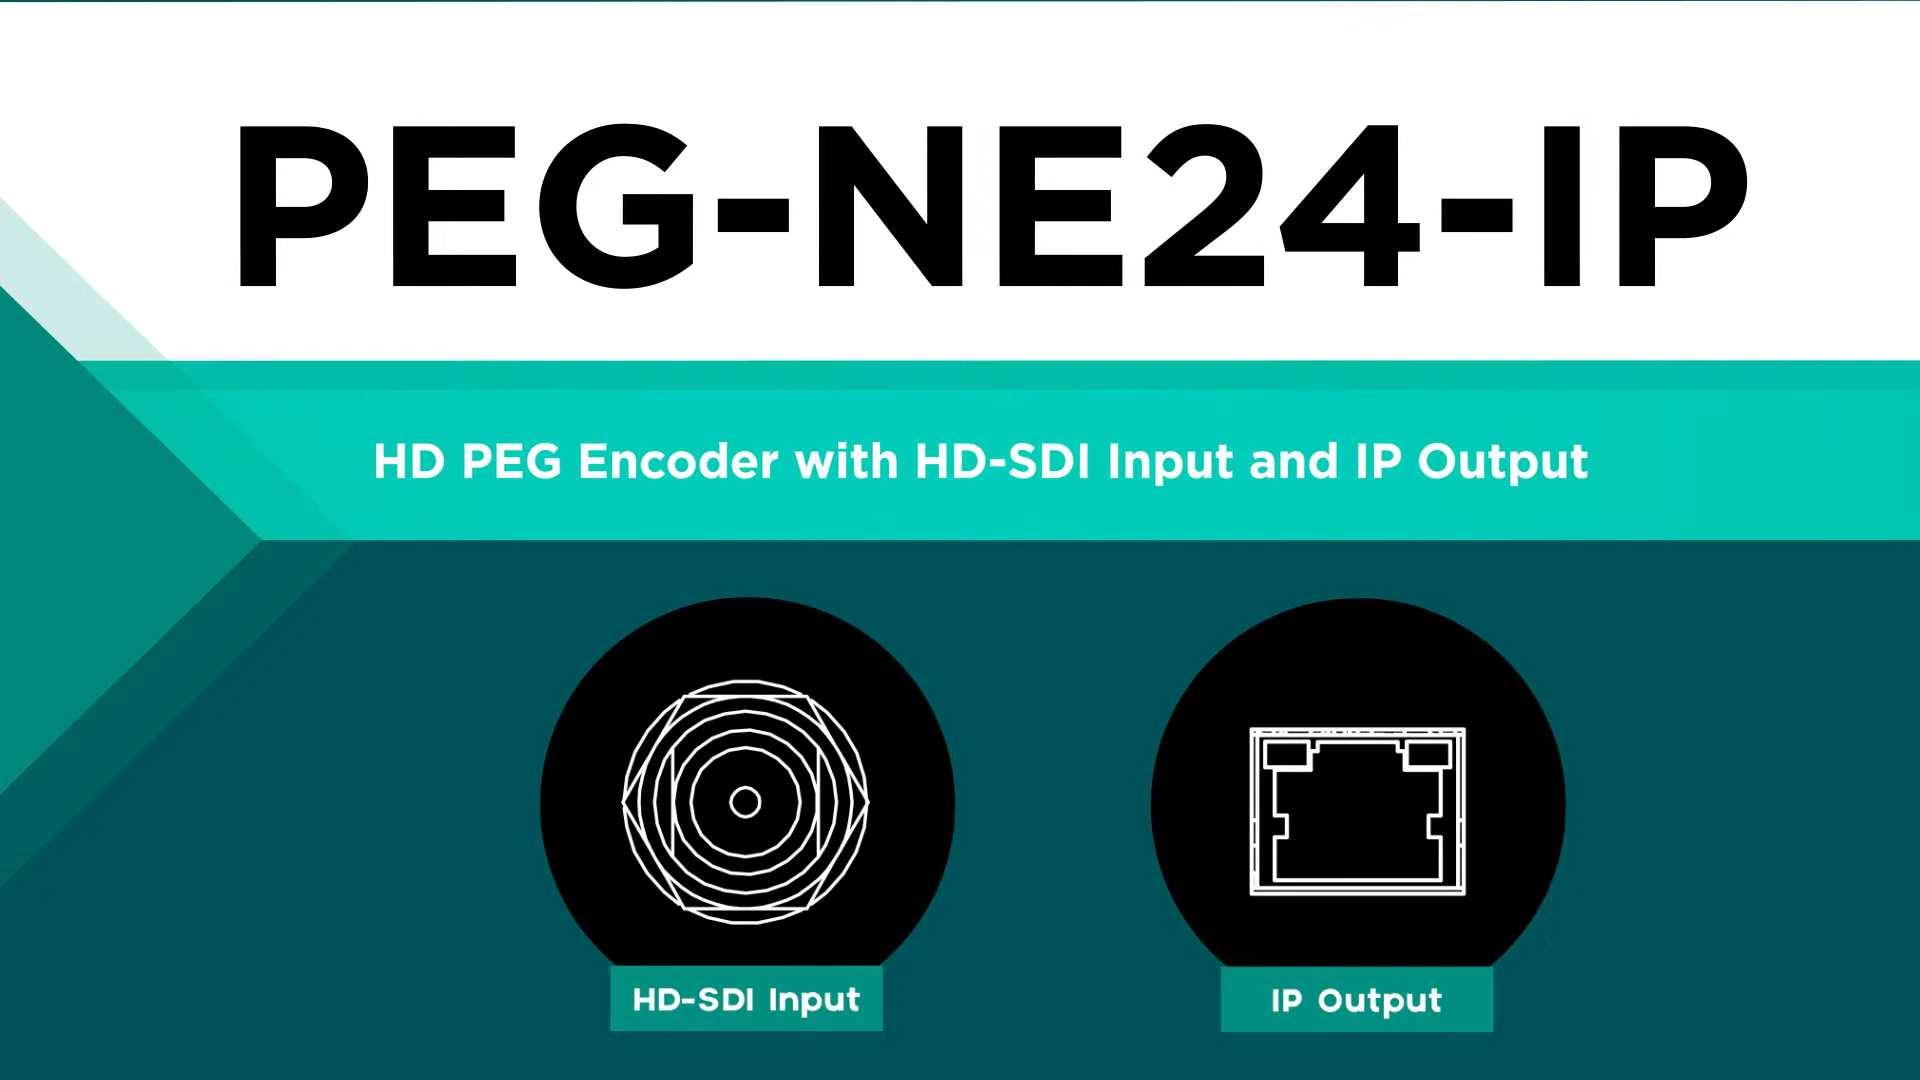 PEG-NE24-IP
HD PEG Encoder with HD-SDI Input and IP Output
HD-SDI Input
IP Output